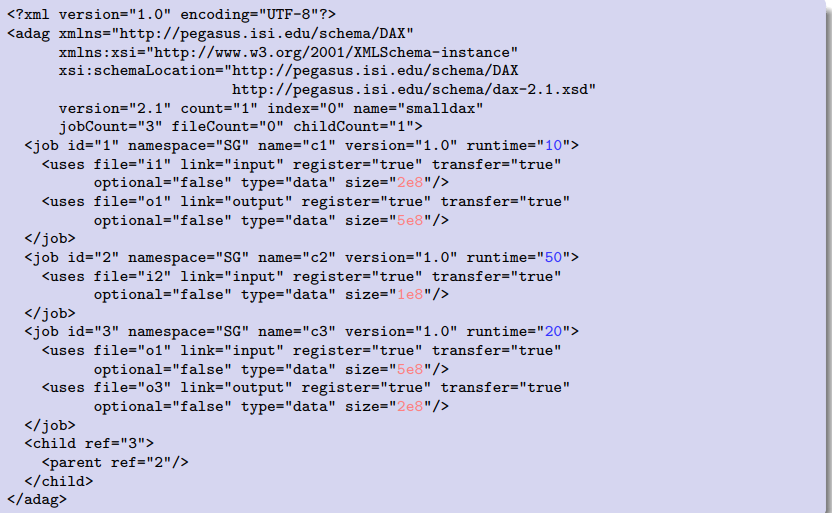 <?xml version="1.0" encoding="UTF-8"?>
<adag xmlns="http://pegasus.isi.edu/schema/DAX"
      xmlns:xsi="http://www.w3.org/2001/XMLSchema-instance"
      xsi:schemaLocation="http://pegasus.isi.edu/schema/DAX
                          http://pegasus.isi.edu/schema/dax-2.1.xsd"
      version="2.1" count="1" index="0" name="smalldax"
      jobCount="3" fileCount="0" childCount="1">
  <job id="1" namespace="SG" name="c1" version="1.0" runtime="10">
    <uses file="i1" link="input" register="true" transfer="true"
          optional="false" type="data" size="2e8"/>
    <uses file="o1" link="output" register="true" transfer="true"
          optional="false" type="data" size="5e8"/>
  </job>
  <job id="2" namespace="SG" name="c2" version="1.0" runtime="50">
    <uses file="i2" link="input" register="true" transfer="true"
          optional="false" type="data" size="1e8"/>
  </job>
  <job id="3" namespace="SG" name="c3" version="1.0" runtime="20">
    <uses file="o1" link="input" register="true" transfer="true"
          optional="false" type="data" size="5e8"/>
    <uses file="o3" link="output" register="true" transfer="true"
          optional="false" type="data" size="2e8"/>
  </job>
  <child ref="3">
    <parent ref="2"/>
  </child>
</adag>